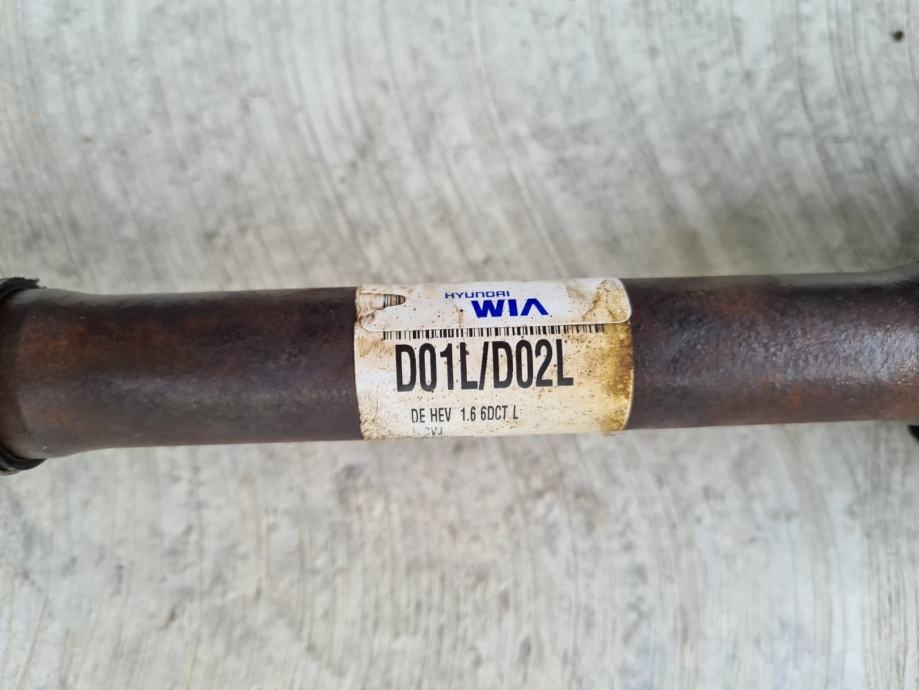 HYUNDAI
WIA
D01L/D02L
DE HEV 1.6 6DCT L